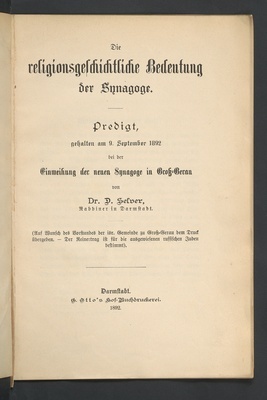 Die
religionsgeschichtliche Bedeutung
der Synagoge.
Predigt,
gehalten am 9. September 1892
bei der
Einweihung der neuen Synagoge in Groß-Gerau
von
Dr. D. Selver,
Rabbiner in Darmstadt.
(Auf Wunsch des Vorstandes der isr. Gemeinde zu Groß-Gerau dem Druck
übergeben. — Der Reinertrag ist für die ausgewiesenen russischen Juden
bestimmt).
Darmstadt.
G. Otto's Hof-Buchdruckerei.
1892.